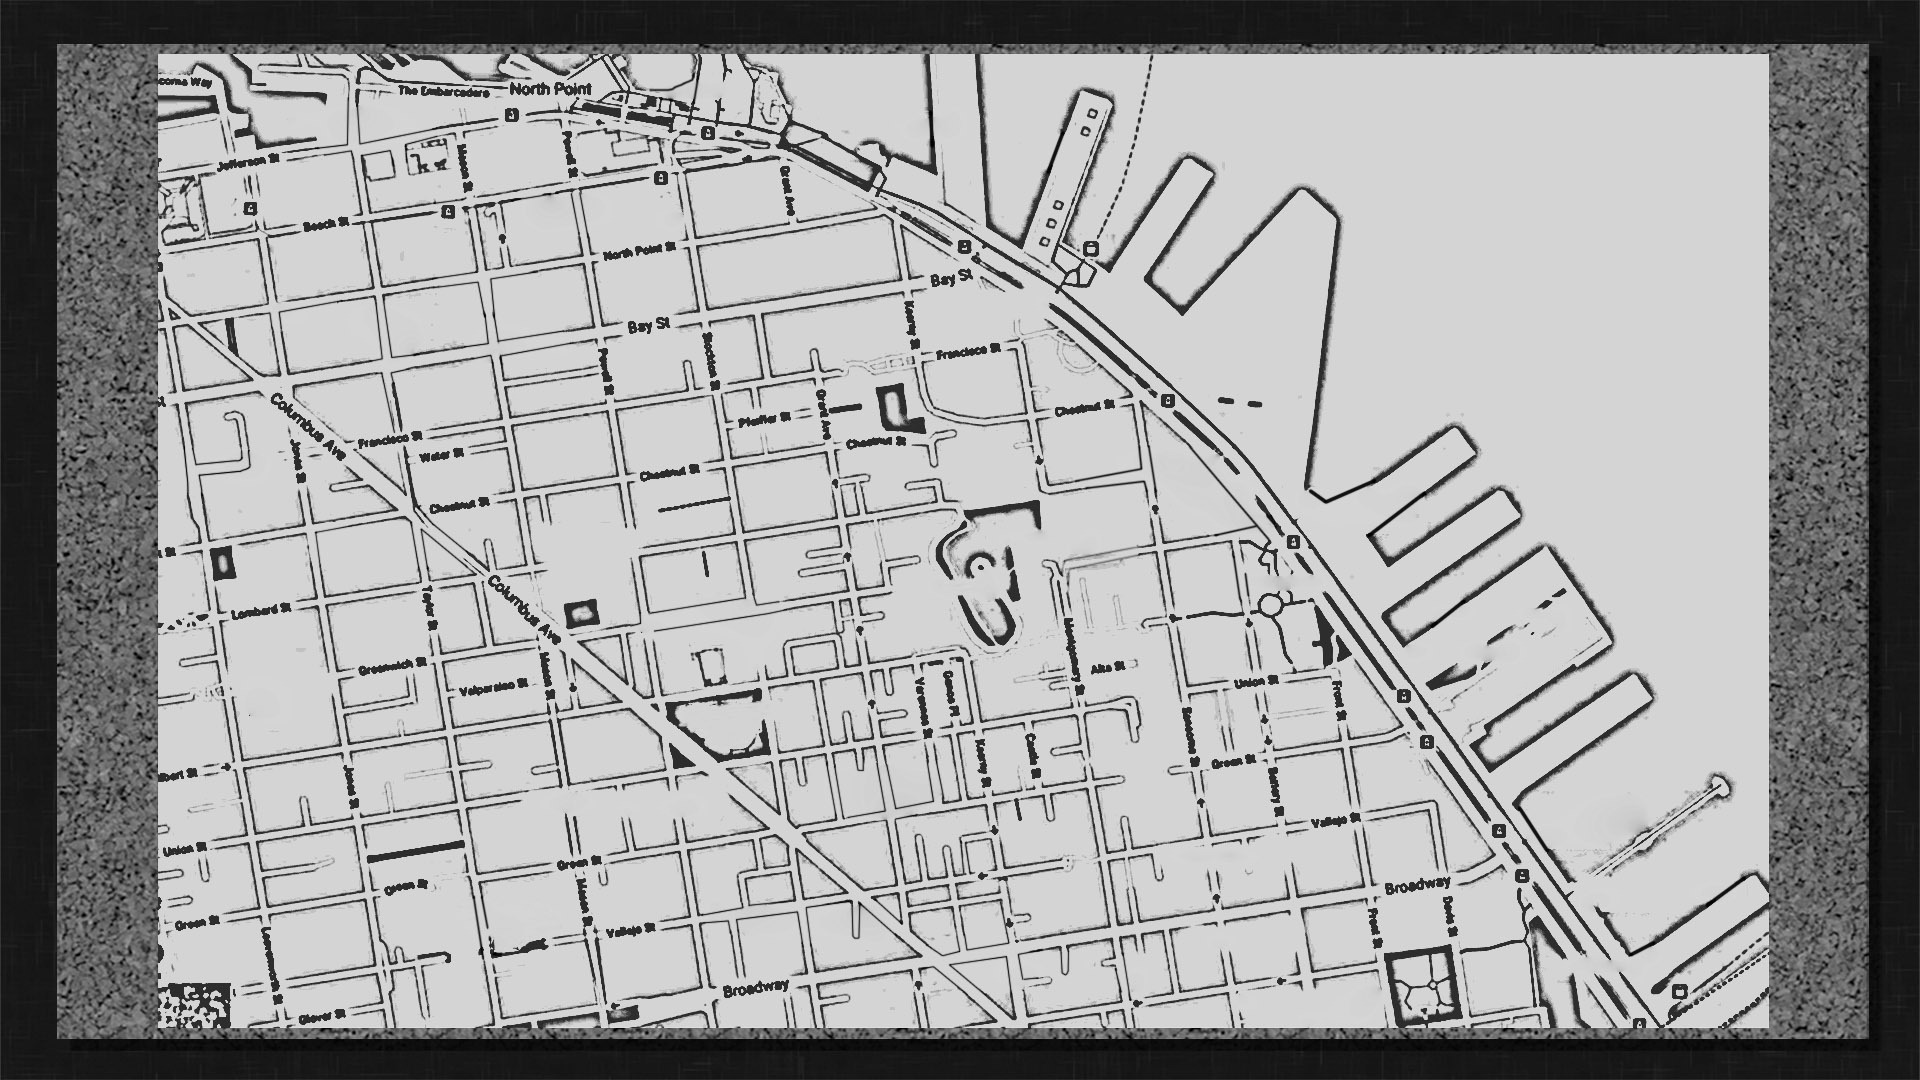 The Embarcadero
North Point
Jefferson St
Mason St
Powell St
Grant Ave
Beach St
North Point St
Bay St
Kearny St
Bay St
Francisco St
Powell St
Stockton St
Columbus Ave
Grant Ave
Chestnut St
Pfeiffer St
Francisco St
Water St
Jones St
Chestnut St
Chestnut St
Chestnut St
Lombard St
Taylor St
Columbus Ave
Montgomery St
Greenwich St
Valparaiso St
Mason St
Alta St
Union St
Front St
Varennes St
Genoa Pl
Sansome St
Castle St
Kearny St
Green St
Battery St
Jones St
Vallejo St
Union St
Green St
Green St
Broadway
Mason St
Green St
Vallejo St
Front St
Davis St
Leavenworth St
Broadway
Glover St